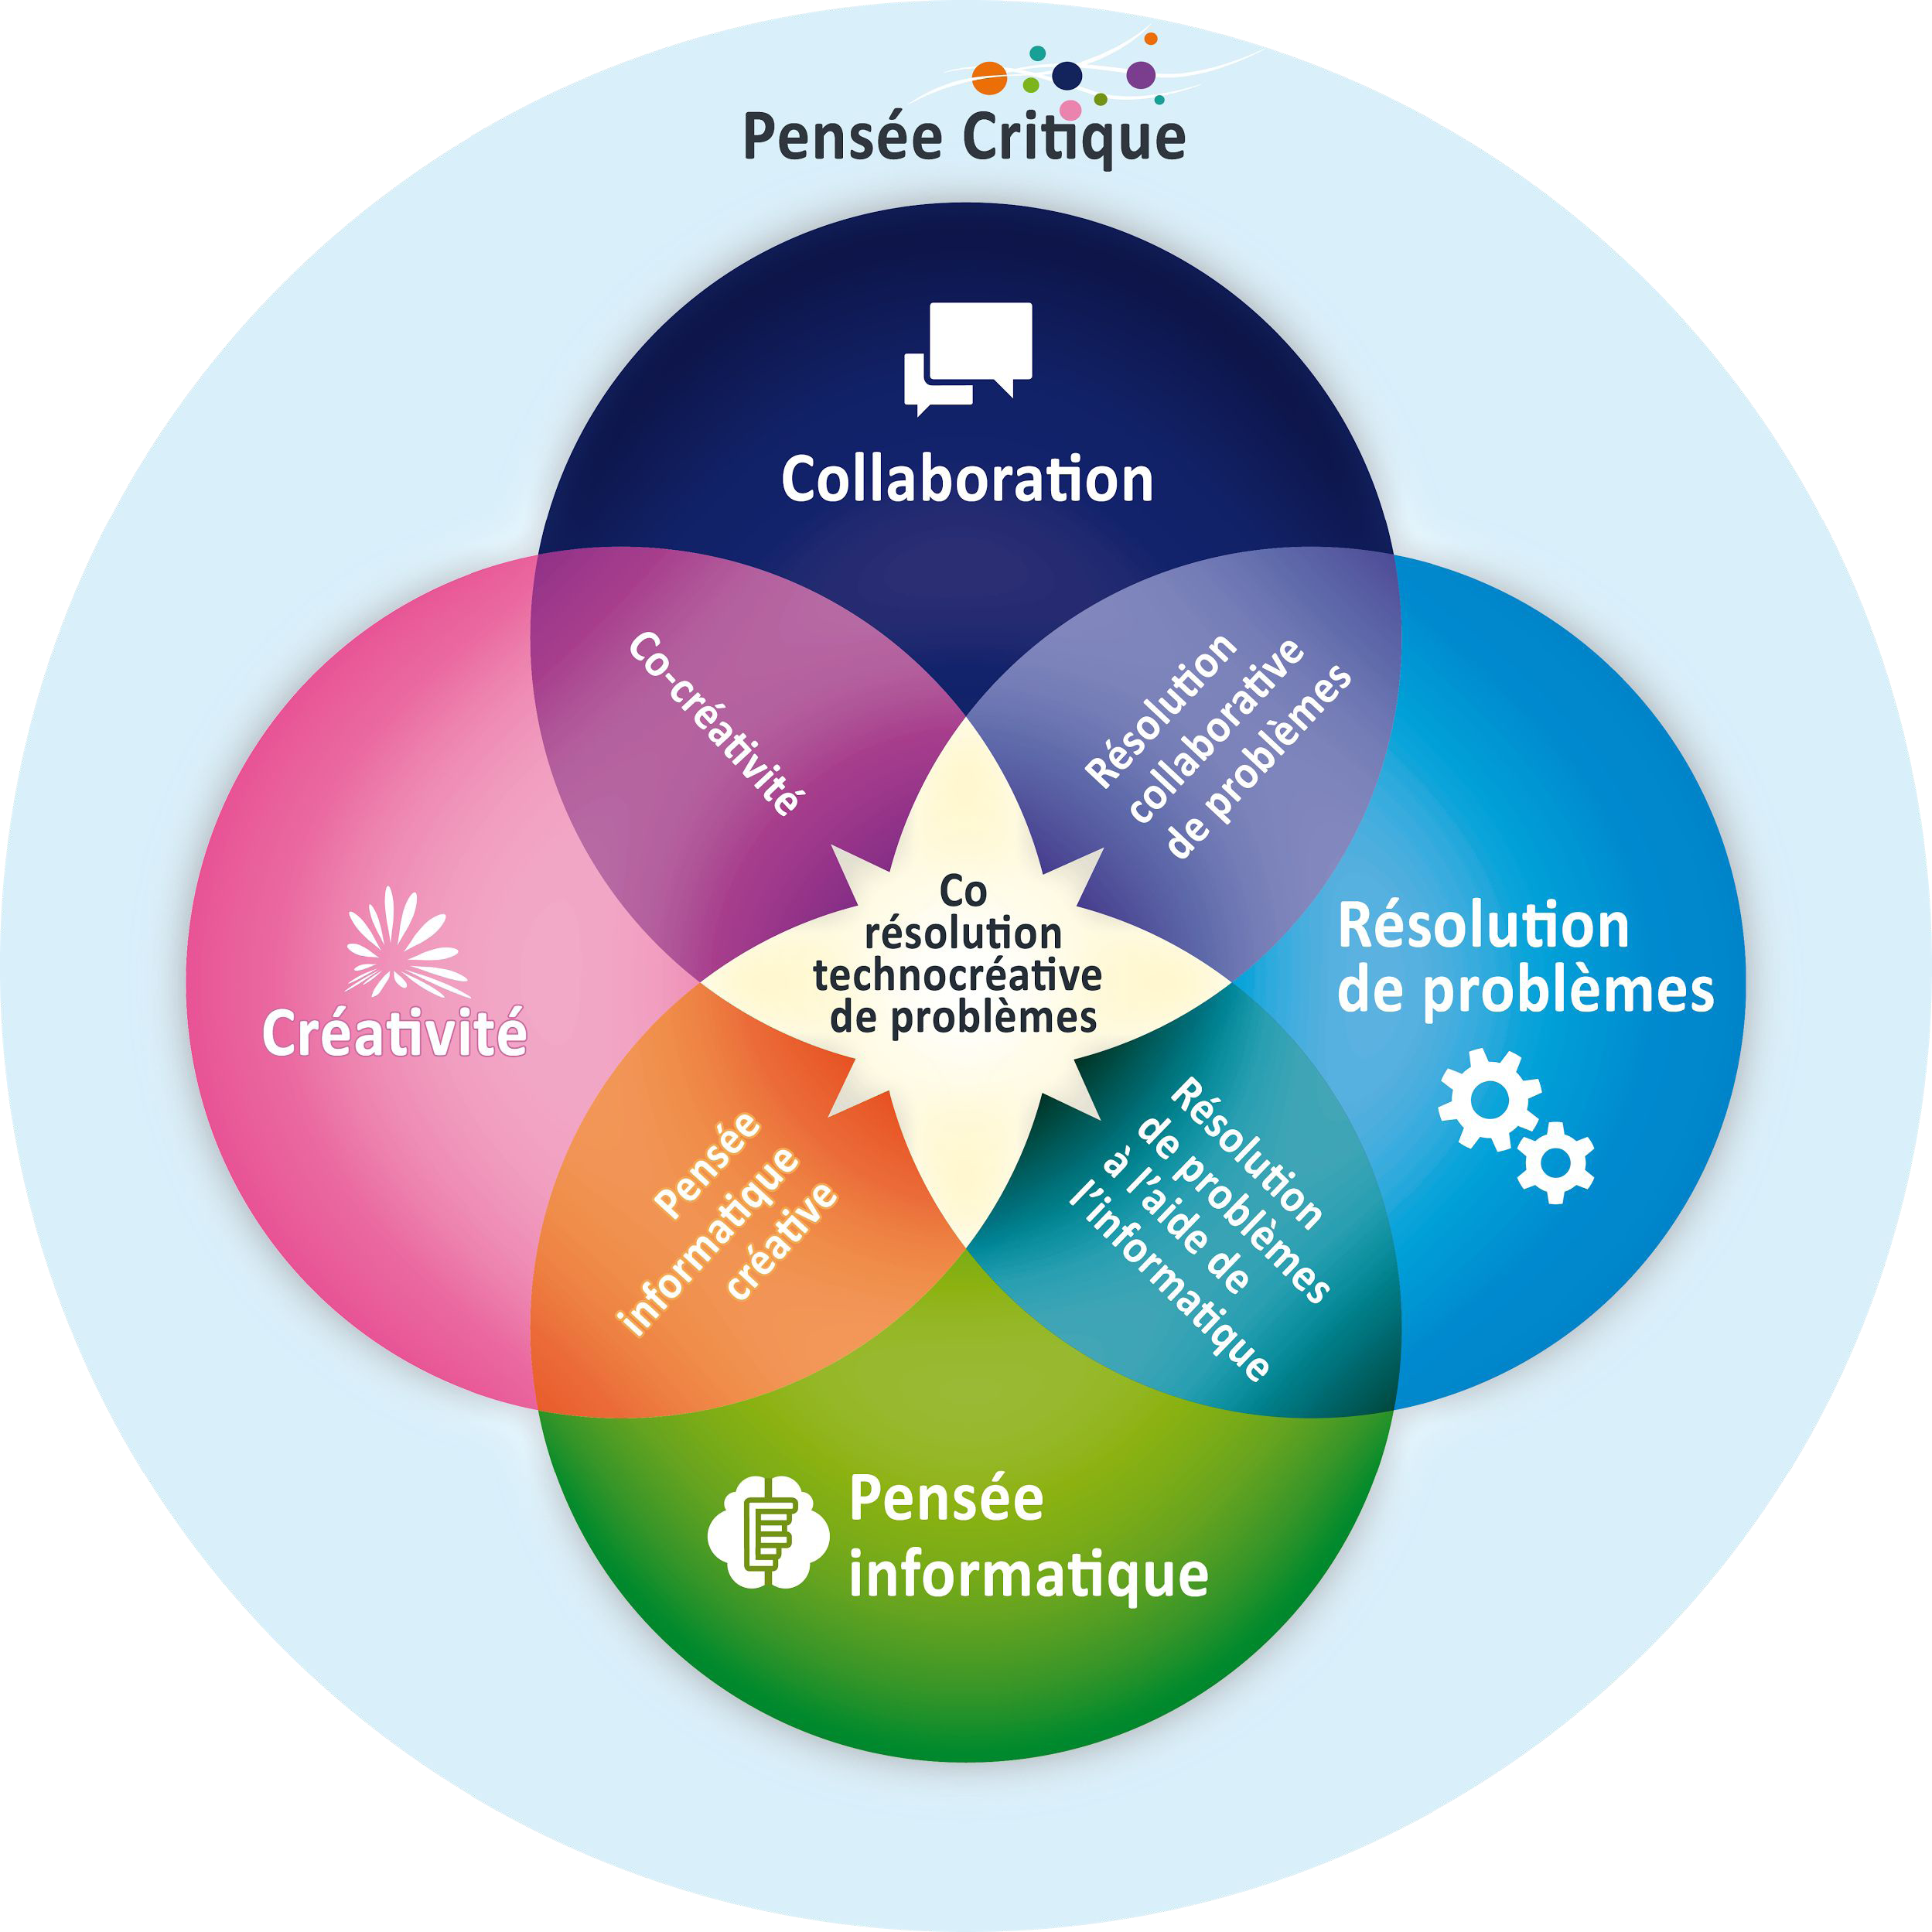 Pensée Critique
Collaboration
Co-créativité
Résolution
collaborative
de problèmes
Créativité
Co
résolution
technocréative
de problèmes
Résolution
de problèmes
Pensée
informatique
créative
Résolution
de problèmes
à l'aide de
l'informatique
Pensée
informatique